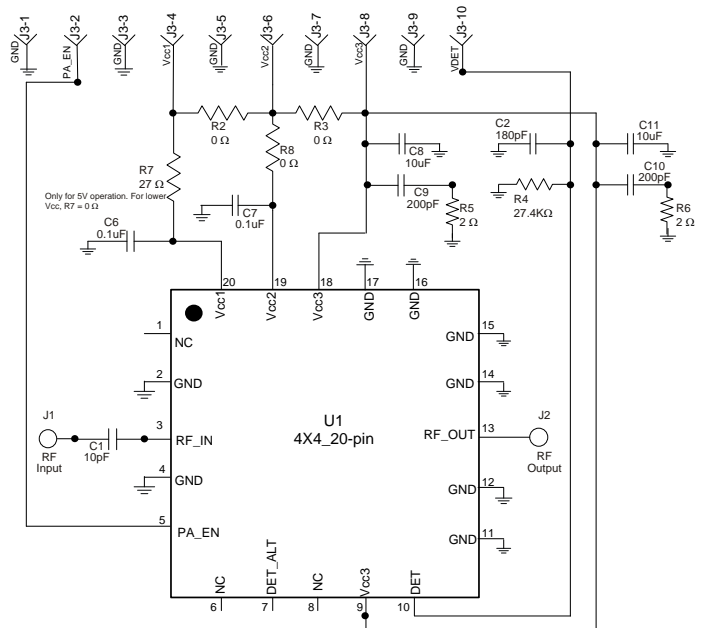 J3-1
GND
J3-2
PA_EN
J3-3
GND
J3-4
Vcc1
J3-5
GND
J3-6
Vcc2
J3-7
GND
J3-8
Vcc3
J3-9
GND
J3-10
VDET
R2
0 Ω
R3
0 Ω
R7
27 Ω
Only for 5V operation. For lower
Vcc, R7 = 0 Ω
R8
0 Ω
C6
0.1uF
C7
0.1uF
C8
10uF
C9
200pF
R5
2 Ω
C2
180pF
R4
27.4KΩ
C11
10uF
C10
200pF
R6
2 Ω
20
19
18
17
16
Vcc1
Vcc2
Vcc3
GND
GND
1
NC
2
GND
3
RF_IN
4
GND
5
PA_EN
J1
RF
Input
C1
10pF
U1
4X4_20-pin
15
GND
14
GND
13
RF_OUT
12
GND
11
GND
J2
RF
Output
NC
DET_ALT
NC
Vcc3
DET
6
7
8
9
10